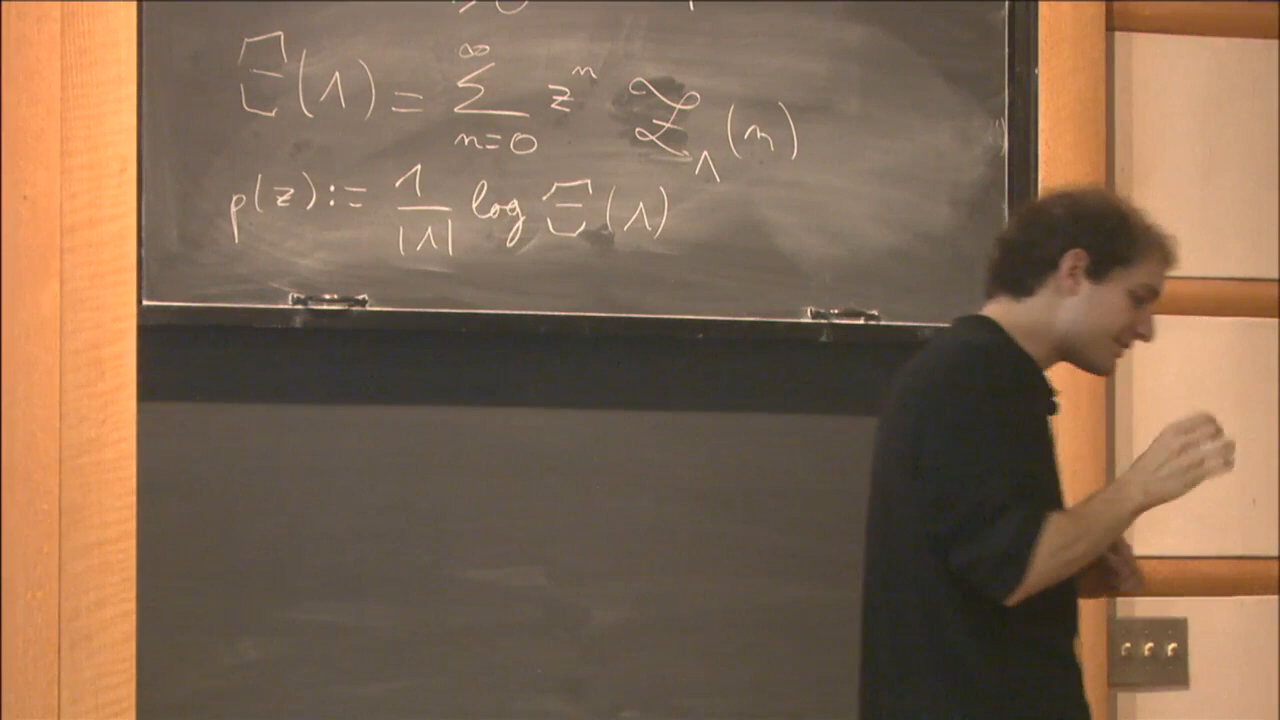 Ξ(Λ) = ∑_{n=0}^{∞} z^n 𝒵_Λ(n)
p(z) := 1/|Λ| log Ξ(Λ)